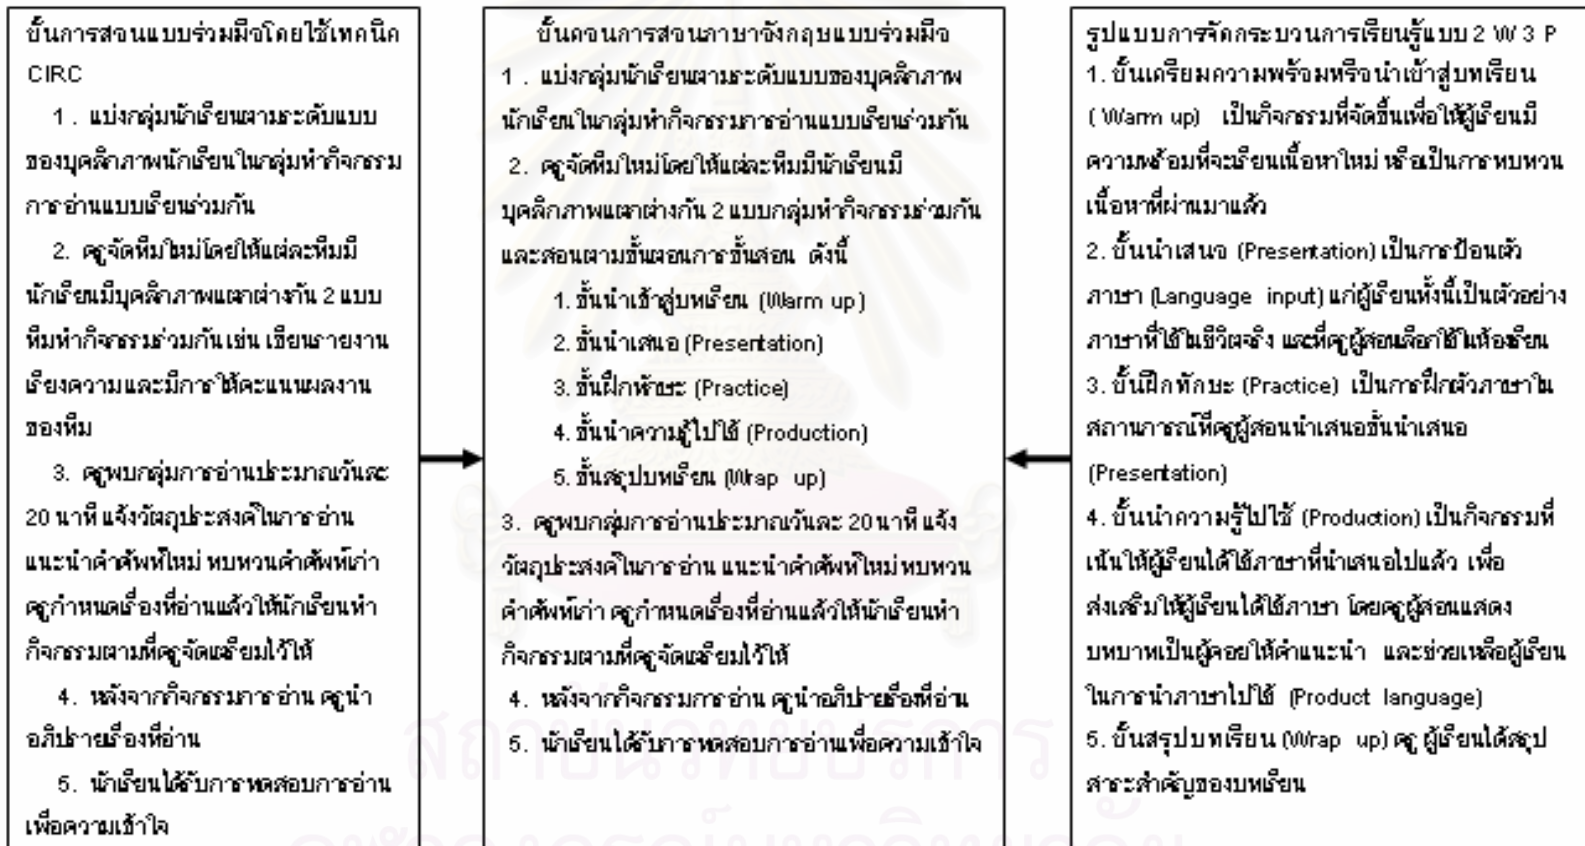 ขั้นการสอนแบบร่วมมือโดยใช้เทคนิค
CIRC
1. แบ่งกลุ่มนักเรียนตามระดับแบบ
ของบุคลิกภาพนักเรียนในกลุ่มทำกิจกรรม
การอ่านแบบเรียนร่วมกัน
2. ครูจัดทีมใหม่โดยให้แต่ละทีมมี
นักเรียนมีบุคลิกภาพแตกต่างกัน 2 แบบ
ทีมทำกิจกรรมร่วมกันเช่น เขียนรายงาน
เรียงความและมีการให้คะแนนผลงาน
ของทีม
3. ครูพบกลุ่มการอ่านประมาณวันละ
20 นาที แจ้งวัตถุประสงค์ในการอ่าน
แนะนำคำศัพท์ใหม่ ทบทวนคำศัพท์เก่า
ครูกำหนดเรื่องที่อ่านแล้วให้นักเรียนทำ
กิจกรรมตามที่ครูจัดเตรียมไว้ให้
4. หลังจากกิจกรรมการอ่าน ครูนำ
อภิปรายเรื่องที่อ่าน
5. นักเรียนได้รับการทดสอบการอ่าน
เพื่อความเข้าใจ
ขั้นตอนการสอนภาษาอังกฤษแบบร่วมมือ
1 . แบ่งกลุ่มนักเรียนตามระดับแบบของบุคลิกภาพ
นักเรียนในกลุ่มทำกิจกรรมการอ่านแบบเรียนร่วมกัน
2. ครูจัดทีมใหม่โดยให้แต่ละทีมมีนักเรียนมี
บุคลิกภาพแตกต่างกัน 2 แบบกลุ่มทำกิจกรรมร่วมกัน
และสอนตามขั้นตอนการขั้นสอน ดังนี้
1. ขั้นนำเข้าสู่บทเรียน (Warm up)
2. ขั้นนำเสนอ (Presentation)
3. ขั้นฝึกทักษะ (Practice)
4. ขั้นนำความรู้ไปใช้ (Production)
5. ขั้นสรุปบทเรียน (Wrap up)
3. ครูพบกลุ่มการอ่านประมาณวันละ 20 นาที แจ้ง
วัตถุประสงค์ในการอ่าน แนะนำคำศัพท์ใหม่ ทบทวน
คำศัพท์เก่า ครูกำหนดเรื่องที่อ่านแล้วให้นักเรียนทำ
กิจกรรมตามที่ครูจัดเตรียมไว้ให้
4. หลังจากกิจกรรมการอ่าน ครูนำอภิปรายเรื่องที่อ่าน
5. นักเรียนได้รับการทดสอบการอ่านเพื่อความเข้าใจ
รูปแบบการจัดกระบวนการเรียนรู้แบบ 2 W 3 P
1. ขั้นเตรียมความพร้อมหรือนำเข้าสู่บทเรียน
( Warm up) เป็นกิจกรรมที่จัดขึ้นเพื่อให้ผู้เรียนมี
ความพร้อมที่จะเรียนเนื้อหาใหม่ หรือเป็นการทบทวน
เนื้อหาที่ผ่านมาแล้ว
2. ขั้นนำเสนอ (Presentation) เป็นการป้อนตัว
ภาษา (Language input) แก่ผู้เรียนทั้งนี้เป็นตัวอย่าง
ภาษาที่ใช้ในชีวิตจริง และที่ครูผู้สอนเลือกใช้ในห้องเรียน
3. ขั้นฝึกทักษะ (Practice) เป็นการฝึกตัวภาษาใน
สถานการณ์ที่ครูผู้สอนนำเสนอขั้นนำเสนอ
(Presentation)
4. ขั้นนำความรู้ไปใช้ (Production) เป็นกิจกรรมที่
เน้นให้ผู้เรียนได้ใช้ภาษาที่นำเสนอไปแล้ว เพื่อ
ส่งเสริมให้ผู้เรียนได้ใช้ภาษา โดยครูผู้สอนแสดง
บทบาทเป็นผู้คอยให้คำแนะนำ และช่วยเหลือผู้เรียน
ในการนำภาษาไปใช้ (Product language)
5. ขั้นสรุปบทเรียน (Wrap up) ครู ผู้เรียนได้สรุป
สาระสำคัญของบทเรียน
สถาบันวิทยบริการ
จุฬาลงกรณ์มหาวิทยาลัย